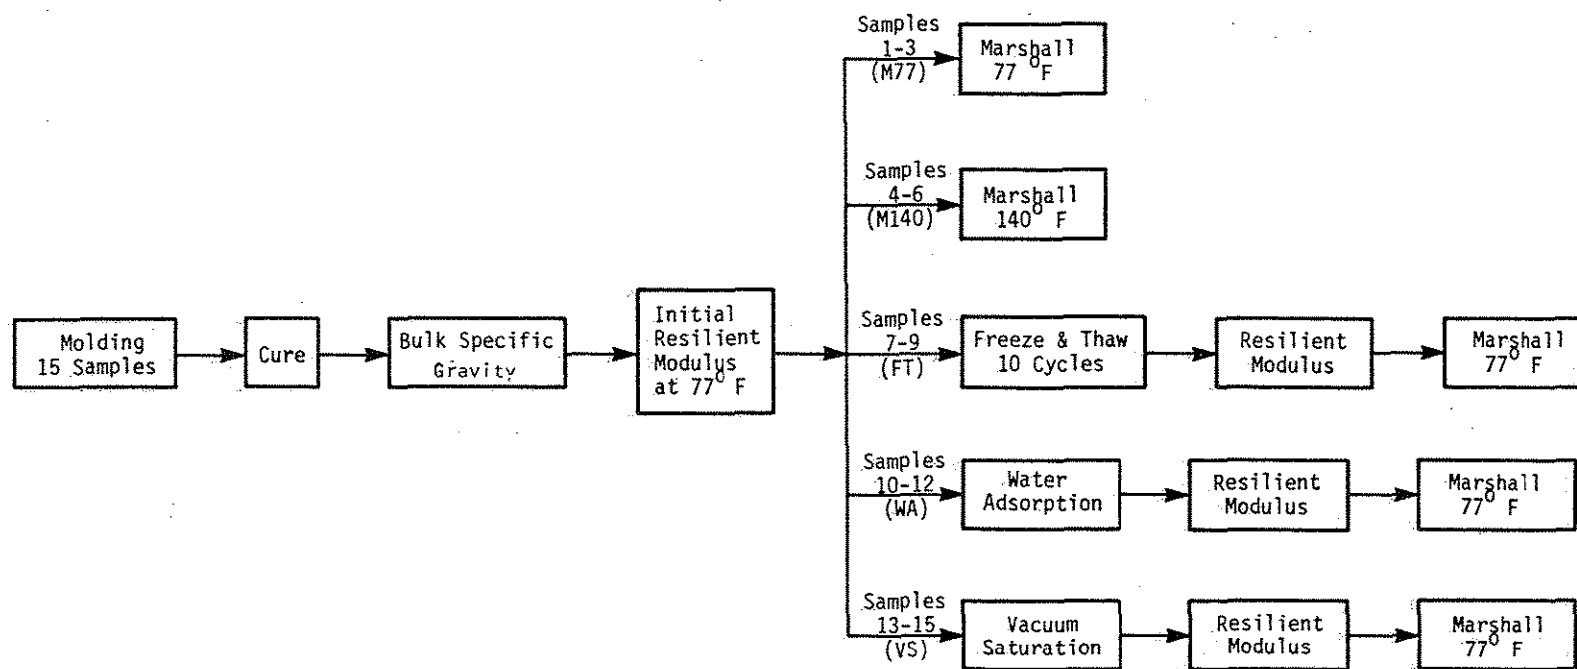 Samples
1-3
(M77)
Marshall
77 °F
Samples
4-6
(M140)
Marshall
140° F
Molding
15 Samples
Cure
Bulk Specific
Gravity
Initial
Resilient
Modulus
at 77° F
Samples
7-9
(FT)
Freeze & Thaw
10 Cycles
Resilient
Modulus
Marshall
77° F
Samples
10-12
(WA)
Water
Adsorption
Resilient
Modulus
Marshall
77° F
Samples
13-15
(VS)
Vacuum
Saturation
Resilient
Modulus
Marshall
77° F